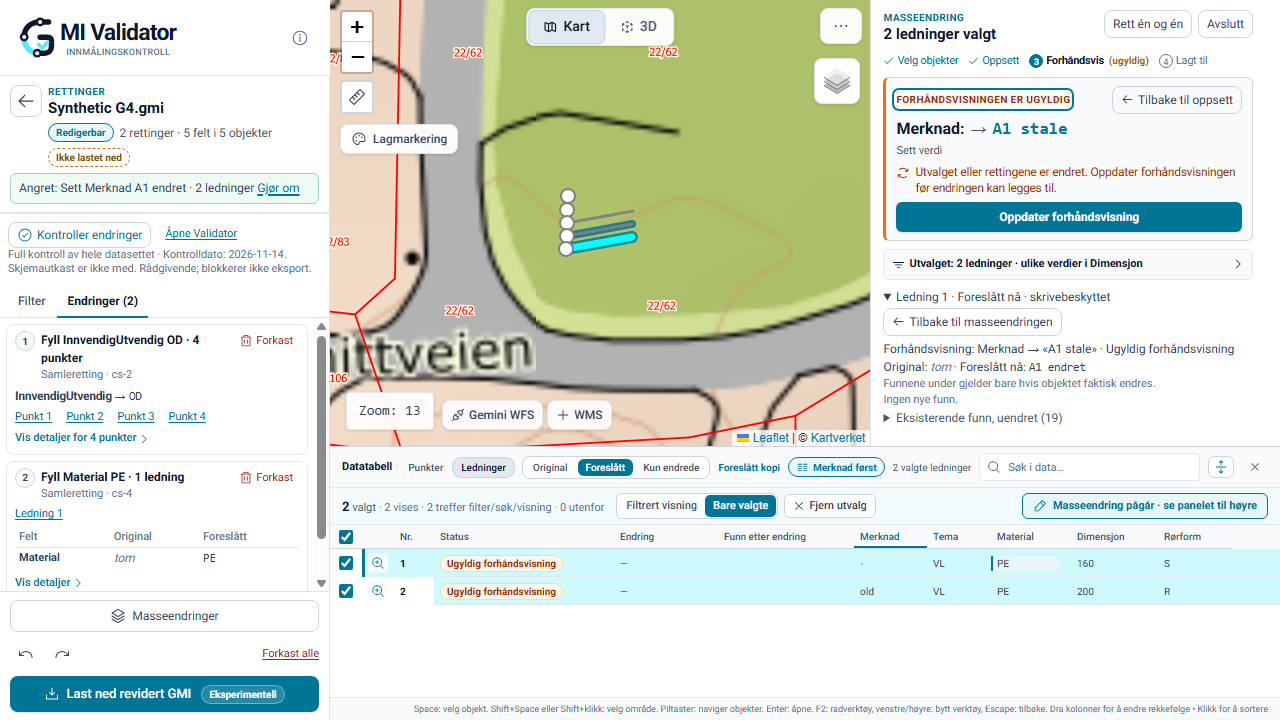 MI Validator
INNMÅLINGSKONTROLL
RETTINGER
Synthetic G4.gmi
Redigerbar 2 rettinger · 5 felt i 5 objekter
Ikke lastet ned
Angret: Sett Merknad A1 endret · 2 ledninger Gjør om
Kontroller endringer Åpne Validator
Full kontroll av hele datasettet · Kontrolldato: 2026-11-14.
Skjemautkast er ikke med. Rådgivende; blokkerer ikke eksport.
Filter Endringer (2)
1 Fyll InnvendigUtvendig OD · 4 punkter Forkast
Samleretting · cs-2
InnvendigUtvendig → OD
Punkt 1 Punkt 2 Punkt 3 Punkt 4
Vis detaljer for 4 punkter
2 Fyll Material PE · 1 ledning Forkast
Samleretting · cs-4
Ledning 1
Felt Original Foreslått
Material tom PE
Vis detaljer
Masseendringer
Forkast alle
Last ned revidert GMI Eksperimentell
+
−
Kart 3D
...
Lagmarkering
22/62
22/62
2/83
22/62
22/62
106
nittveien
Zoom: 13 Gemini WFS + WMS
Leaflet | © Kartverket
MASSEENDRING
2 ledninger valgt
Rett én og én Avslutt
Velg objekter Oppsett 3 Forhåndsvis (ugyldig) 4 Lagt til
FORHÅNDSVISNINGEN ER UGYLDIG
← Tilbake til oppsett
Merknad: → A1 stale
Sett verdi
Utvalget eller rettingene er endret. Oppdater forhåndsvisningen
før endringen kan legges til.
Oppdater forhåndsvisning
Utvalget: 2 ledninger · ulike verdier i Dimensjon
Ledning 1 · Foreslått nå · skrivebeskyttet
← Tilbake til masseendringen
Forhåndsvisning: Merknad → «A1 stale» · Ugyldig forhåndsvisning
Original: tom · Foreslått nå: A1 endret
Funnene under gjelder bare hvis objektet faktisk endres.
Ingen nye funn.
Eksisterende funn, uendret (19)
Datatabell Punkter Ledninger Original Foreslått Kun endrede Foreslått kopi Merknad først 2 valgte ledninger Søk i data…
2 valgt · 2 vises · 2 treffer filter/søk/visning · 0 utenfor Filtrert visning Bare valgte Fjern utvalg Masseendring pågår · se panelet til høyre
Nr. Status Endring Funn etter endring Merknad Tema Material Dimensjon Rørform
1 Ugyldig forhåndsvisning — · VL PE 160 S
2 Ugyldig forhåndsvisning — old VL PE 200 R
Space: velg objekt. Shift+Space eller Shift+klikk: velg område. Piltaster: naviger objekter. Enter: åpne. F2: radverktøy, venstre/høyre: bytt verktøy, Escape: tilbake. Dra kolonner for å endre rekkefølge • Klikk for å sortere